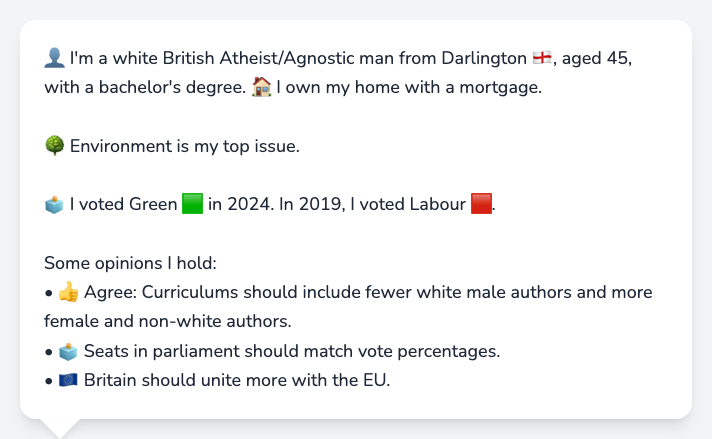 👤 I'm a white British Atheist/Agnostic man from Darlington 🏴󠁧󠁢󠁥󠁮󠁧󠁿, aged 45,
with a bachelor's degree. 🏠 I own my home with a mortgage.
🌳 Environment is my top issue.
🗳️ I voted Green 🟩 in 2024. In 2019, I voted Labour 🟥.
Some opinions I hold:
• 👍 Agree: Curriculums should include fewer white male authors and more
female and non-white authors.
• 🗳️ Seats in parliament should match vote percentages.
• 🇪🇺 Britain should unite more with the EU.